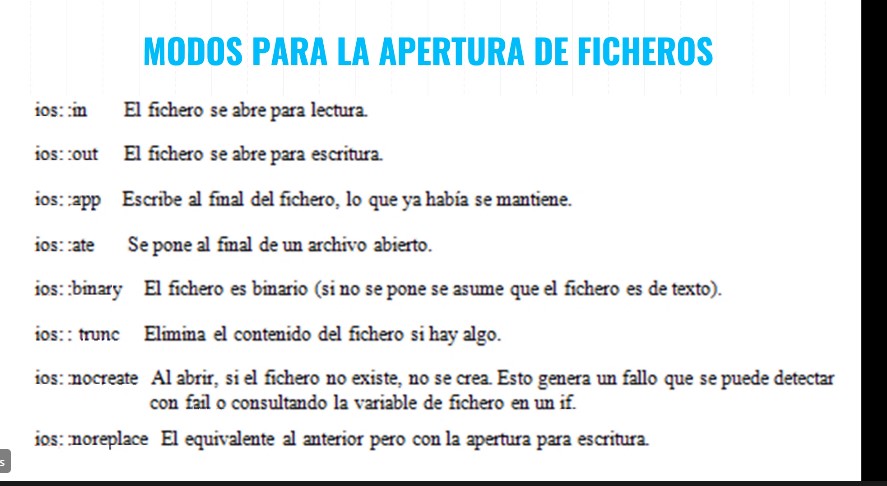 MODOS PARA LA APERTURA DE FICHEROS
ios: :in El fichero se abre para lectura.
ios: :out El fichero se abre para escritura.
ios: :app Escribe al final del fichero, lo que ya había se mantiene.
ios: :ate Se pone al final de un archivo abierto.
ios: :binary El fichero es binario (si no se pone se asume que el fichero es de texto).
ios: : trunc Elimina el contenido del fichero si hay algo.
ios: :nocreate Al abrir, si el fichero no existe, no se crea. Esto genera un fallo que se puede detectar
con fail o consultando la variable de fichero en un if.
ios: :noreplace El equivalente al anterior pero con la apertura para escritura.
s